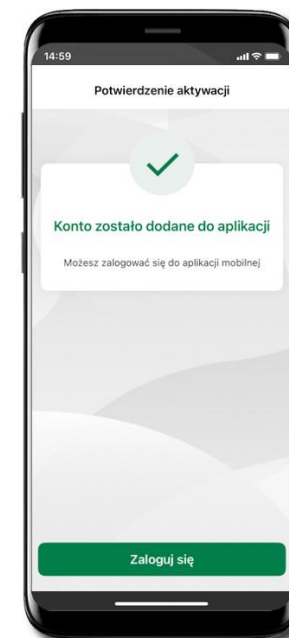 14:59
Potwierdzenie aktywacji
Konto zostało dodane do aplikacji
Możesz zalogować się do aplikacji mobilnej
Zaloguj się